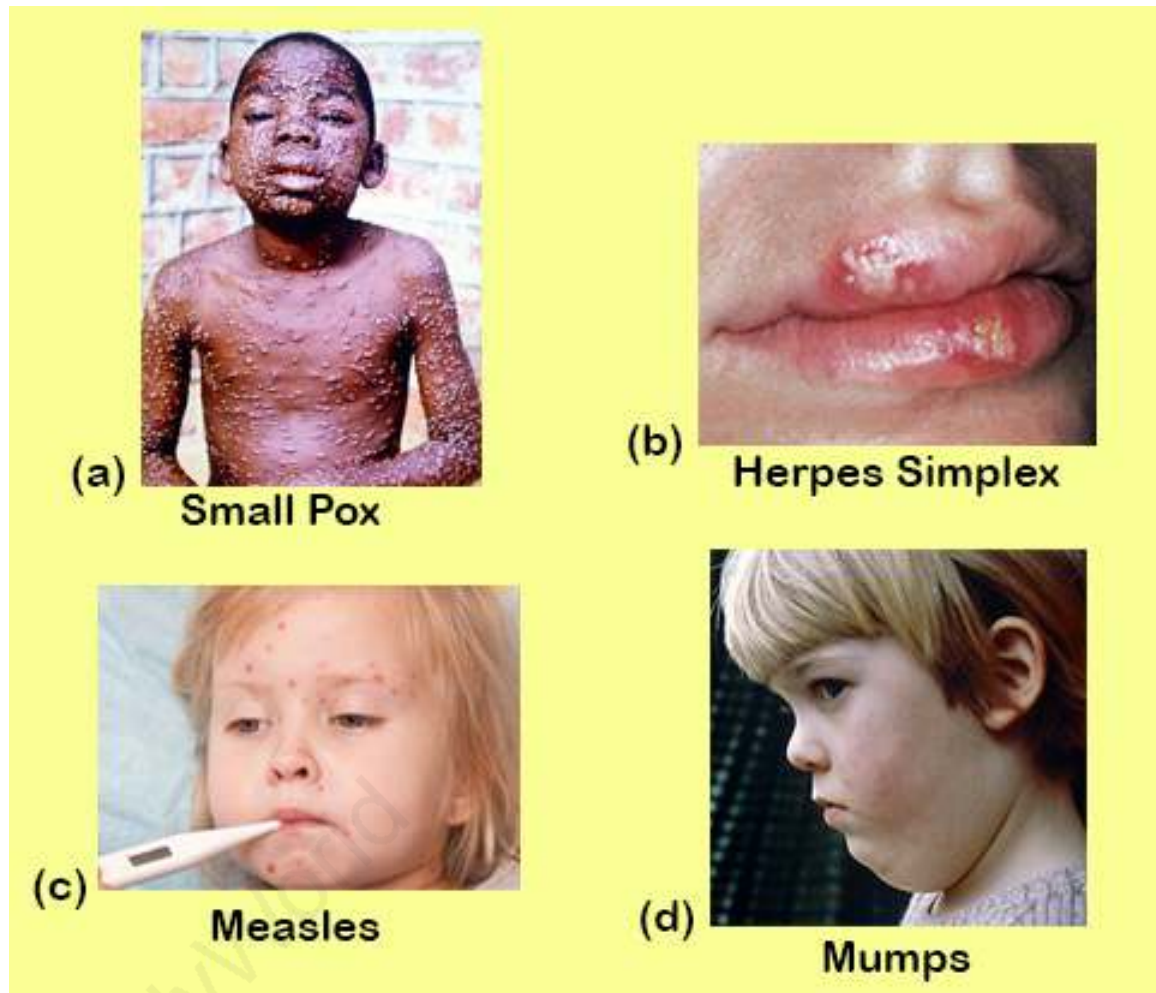 (a)
Small Pox
(b)
Herpes Simplex
(c)
Measles
(d)
Mumps